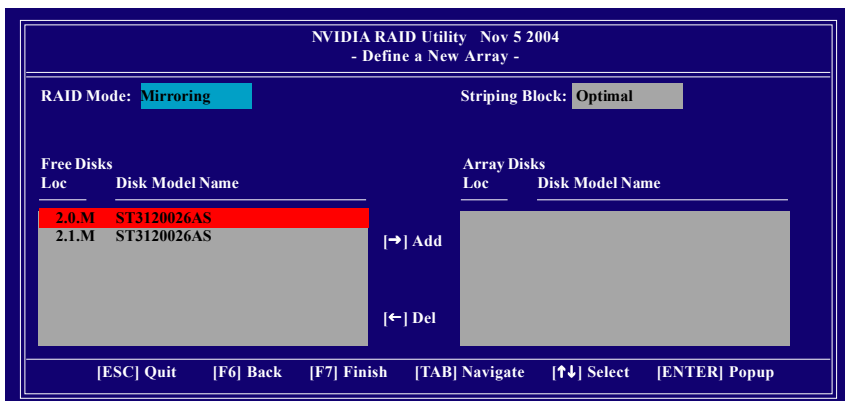 NVIDIA RAID Utility Nov 5 2004
- Define a New Array -
RAID Mode: Mirroring
Striping Block: Optimal
Free Disks
Loc Disk Model Name
2.0.M ST3120026AS
2.1.M ST3120026AS
[→] Add
[←] Del
Array Disks
Loc Disk Model Name
[ESC] Quit [F6] Back [F7] Finish [TAB] Navigate [↑↓] Select [ENTER] Popup